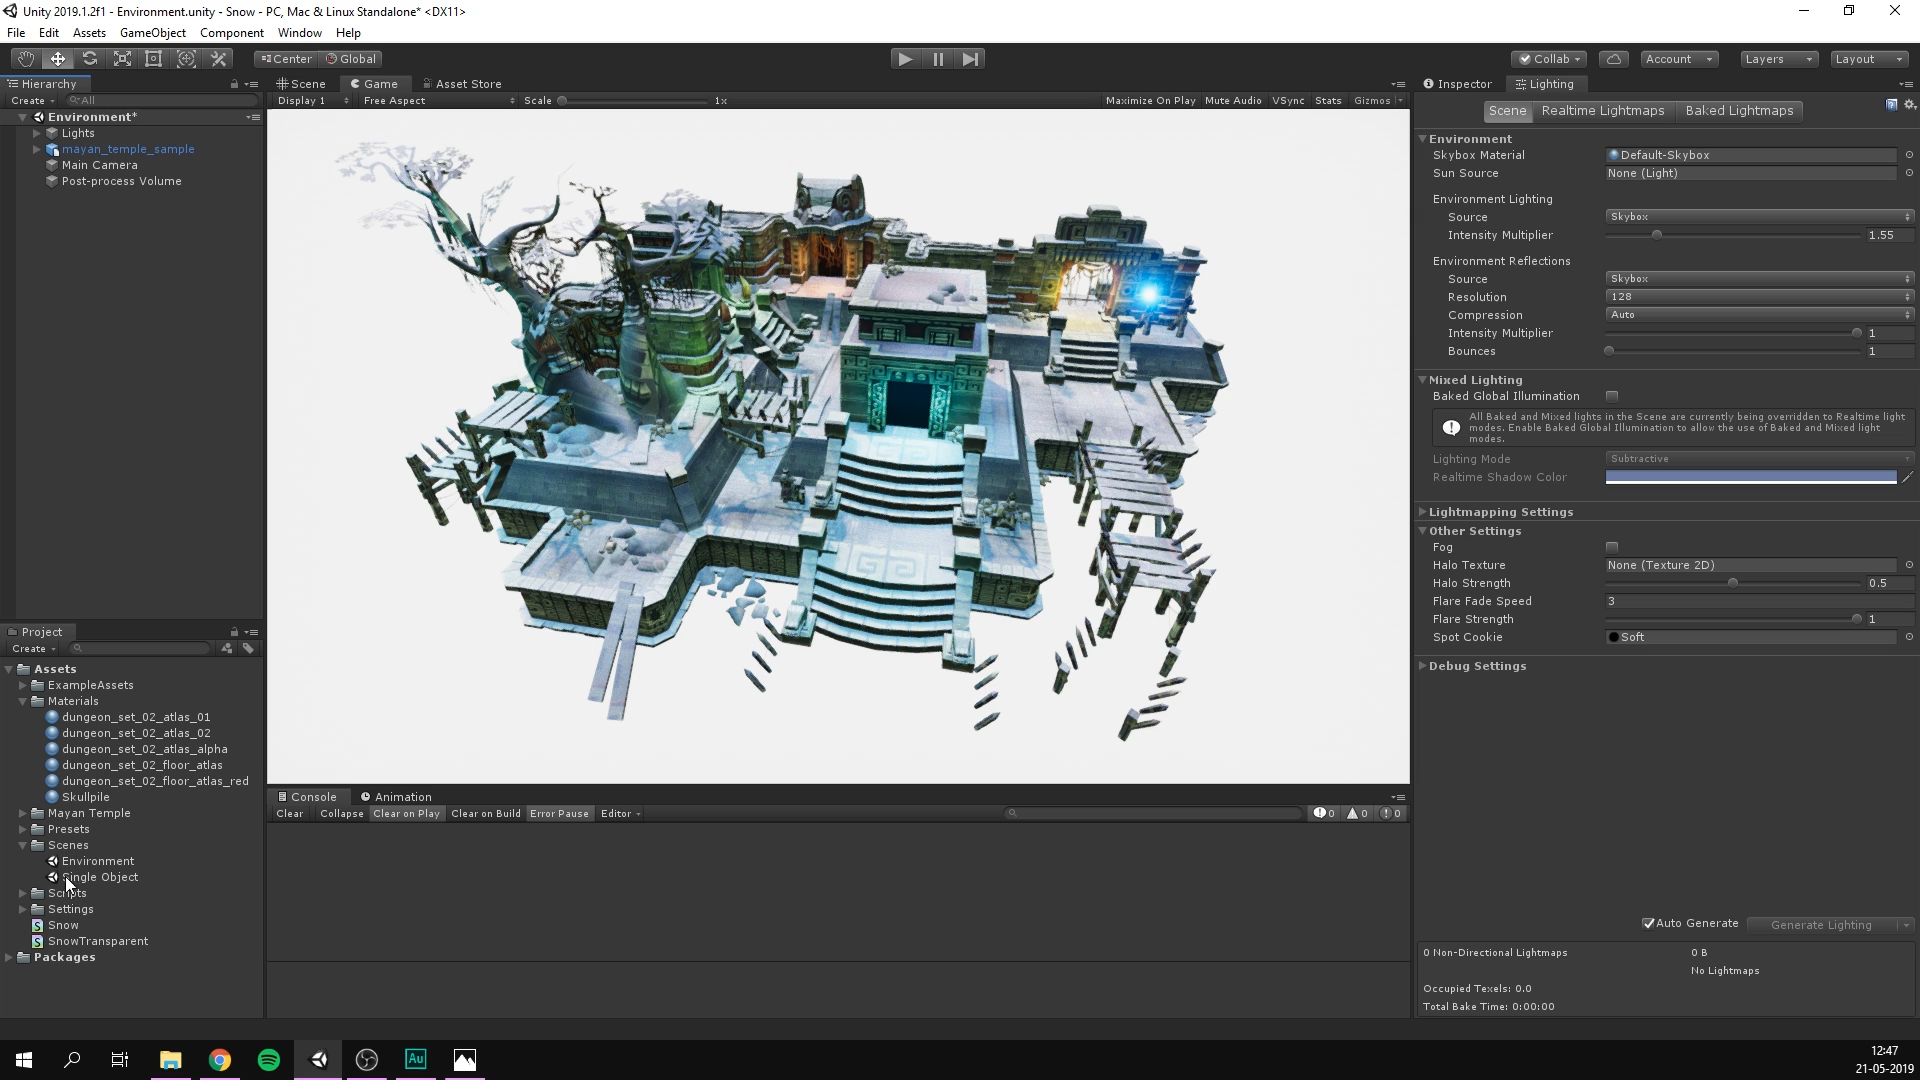 Unity 2019.1.2f1 - Environment.unity - Snow - PC, Mac & Linux Standalone* <DX11>
File Edit Assets GameObject Component Window Help
Center Global Collab Account Layers Layout
Hierarchy
Create All
Environment*
Lights
mayan_temple_sample
Main Camera
Post-process Volume
Scene Game Asset Store
Display 1 Free Aspect Scale 1x Maximize On Play Mute Audio VSync Stats Gizmos
Inspector Lighting
Scene Realtime Lightmaps Baked Lightmaps
Environment
Skybox Material Default-Skybox
Sun Source None (Light)
Environment Lighting
Source Skybox
Intensity Multiplier 1.55
Environment Reflections
Source Skybox
Resolution 128
Compression Auto
Intensity Multiplier 1
Bounces 1
Mixed Lighting
Baked Global Illumination
All Baked and Mixed lights in the Scene are currently being overridden to Realtime light
modes. Enable Baked Global Illumination to allow the use of Baked and Mixed light
modes.
Lighting Mode Subtractive
Realtime Shadow Color
Lightmapping Settings
Other Settings
Fog
Halo Texture None (Texture 2D)
Halo Strength 0.5
Flare Fade Speed 3
Flare Strength 1
Spot Cookie Soft
Debug Settings
Auto Generate Generate Lighting
0 Non-Directional Lightmaps 0 B
No Lightmaps
Occupied Texels: 0.0
Total Bake Time: 0:00:00
Project
Create
Assets
ExampleAssets
Materials
dungeon_set_02_atlas_01
dungeon_set_02_atlas_02
dungeon_set_02_atlas_alpha
dungeon_set_02_floor_atlas
dungeon_set_02_floor_atlas_red
Skullpile
Mayan Temple
Presets
Scenes
Environment
Single Object
Scripts
Settings
Snow
SnowTransparent
Packages
Console Animation
Clear Collapse Clear on Play Clear on Build Error Pause Editor 0 0 0
Au
12:47
21-05-2019